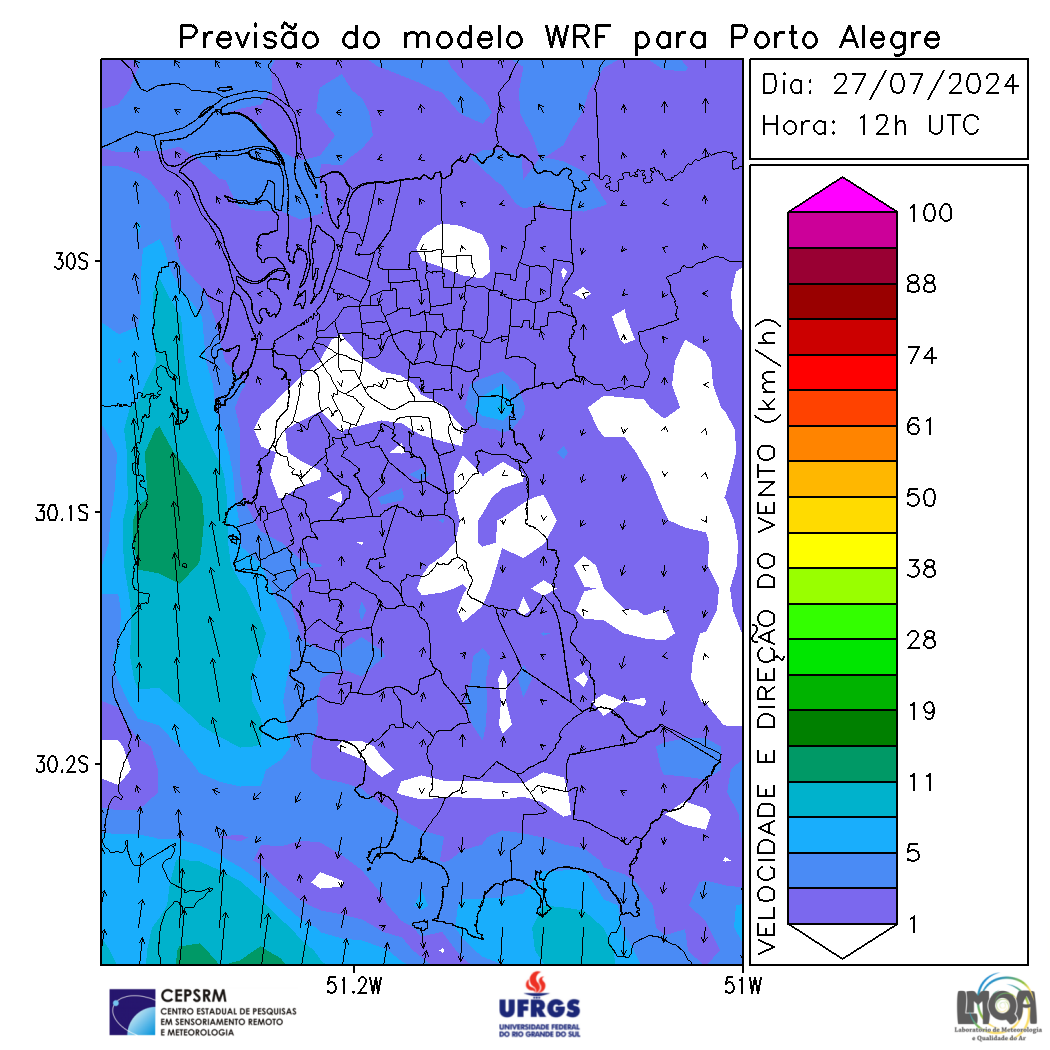 Previsão do modelo WRF para Porto Alegre
Dia: 27/07/2024
Hora: 12h UTC
30S
30.1S
30.2S
51.2W
51W
VELOCIDADE E DIREÇÃO DO VENTO (km/h)
100
88
74
61
50
38
28
19
11
5
1
CEPSRM
CENTRO ESTADUAL DE PESQUISAS
EM SENSORIAMENTO REMOTO
E METEOROLOGIA
UFRGS
UNIVERSIDADE FEDERAL
DO RIO GRANDE DO SUL
LMQA
Laboratório de Meteorologia
e Qualidade do Ar